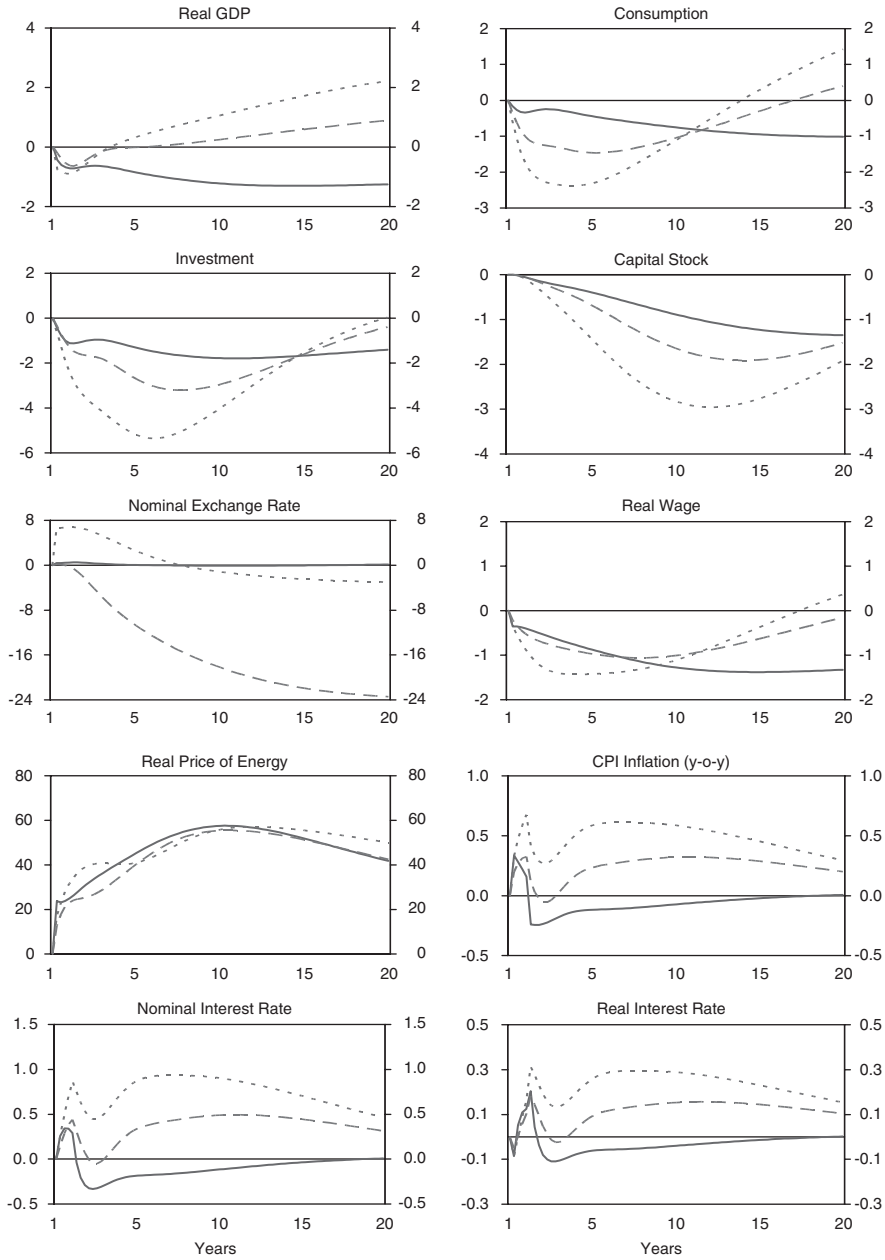 Real GDP
Consumption
4 4 2 2
1 1
2 2
0 0
0 0
-1 -1
-2 -2
-2 -2 -3 -3
1 5 10 15 20 1 5 10 15 20
Investment
Capital Stock
2 2 0 0
0 0
-1 -1
-2 -2
-2 -2
-4 -4
-3 -3
-6 -6 -4 -4
1 5 10 15 20 1 5 10 15 20
Nominal Exchange Rate
Real Wage
8 8 2 2
0 0
1 1
-8 -8
0 0
-16 -16
-1 -1
-24 -24 -2 -2
1 5 10 15 20 1 5 10 15 20
Real Price of Energy
CPI Inflation (y-o-y)
80 80 1.0 1.0
60 60
0.5 0.5
40 40
0.0 0.0
20 20
0 0 -0.5 -0.5
1 5 10 15 20 1 5 10 15 20
Nominal Interest Rate
Real Interest Rate
1.5 1.5 0.5 0.5
1.0 1.0
0.3 0.3
0.5 0.5
0.1 0.1
0.0 0.0
-0.1 -0.1
-0.5 -0.5 -0.3 -0.3
1 5 10 15 20 1 5 10 15 20
Years
Years